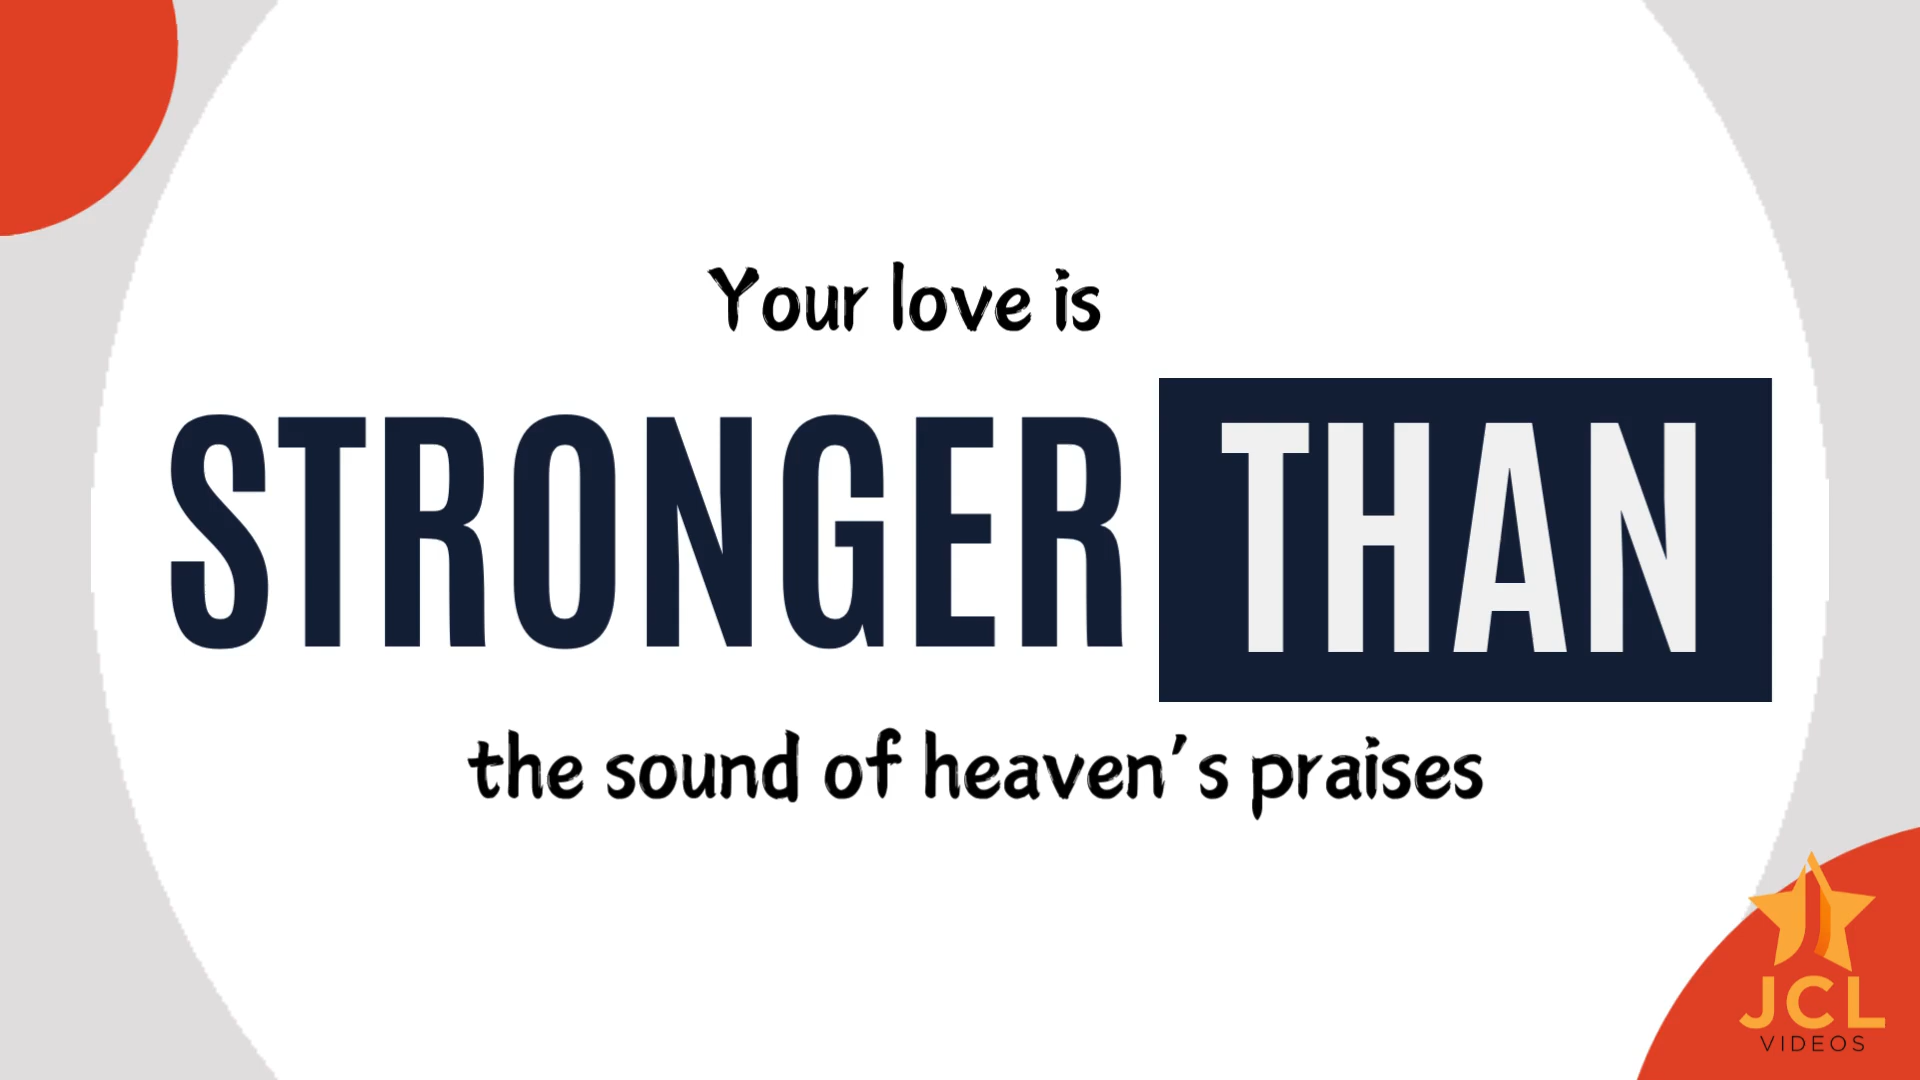 Your love is
STRONGER THAN
the sound of heaven's praises
JCL
VIDEOS